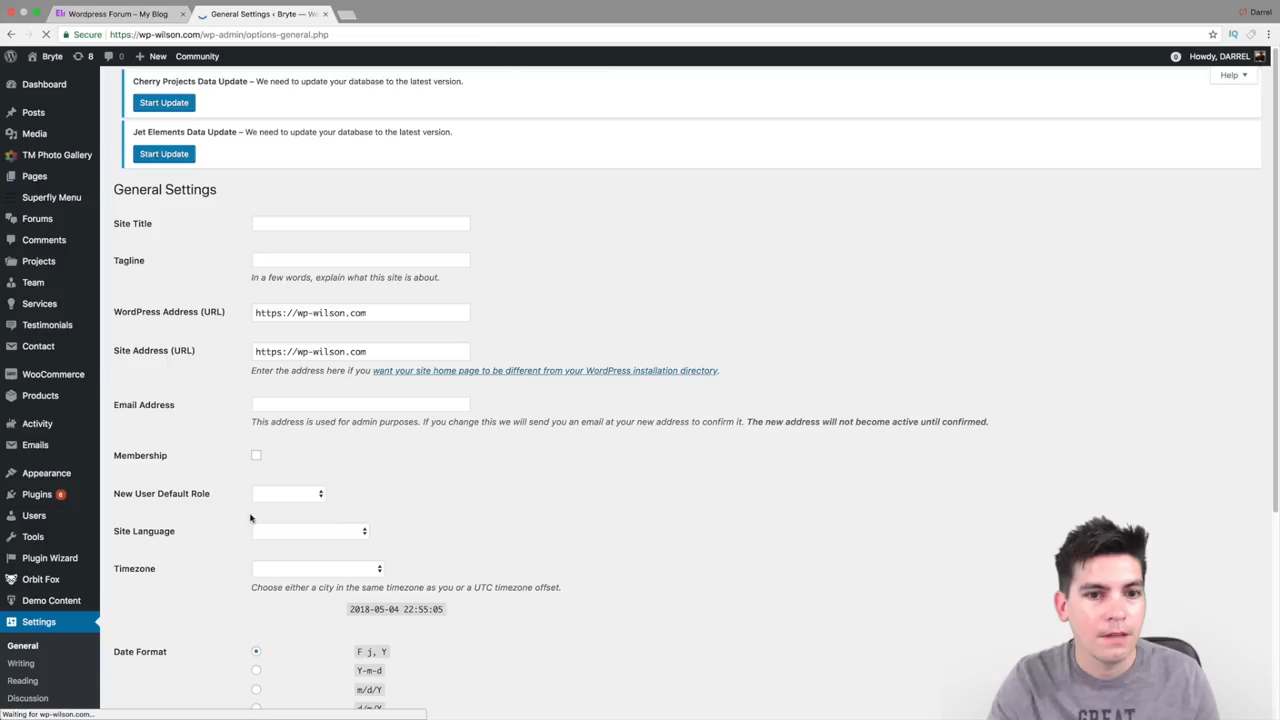 Wordpress Forum – My Blog
General Settings ‹ Bryte — Wo
Darrel
Secure
https://wp-wilson.com/wp-admin/options-general.php
IQ
Bryte
8
0
New
Community
0
Howdy, DARREL
Help
Cherry Projects Data Update – We need to update your database to the latest version.
Start Update
Jet Elements Data Update – We need to update your database to the latest version.
Start Update
Dashboard
Posts
Media
TM Photo Gallery
Pages
Superfly Menu
Forums
Comments
Projects
Team
Services
Testimonials
Contact
WooCommerce
Products
Activity
Emails
Appearance
Plugins 6
Users
Tools
Plugin Wizard
Orbit Fox
Demo Content
Settings
General
Writing
Reading
Discussion
General Settings
Site Title
Tagline
In a few words, explain what this site is about.
WordPress Address (URL)
https://wp-wilson.com
Site Address (URL)
https://wp-wilson.com
Enter the address here if you want your site home page to be different from your WordPress installation directory.
Email Address
This address is used for admin purposes. If you change this we will send you an email at your new address to confirm it. The new address will not become active until confirmed.
Membership
New User Default Role
Site Language
Timezone
Choose either a city in the same timezone as you or a UTC timezone offset.
2018-05-04 22:55:05
Date Format
F j, Y
Y-m-d
m/d/Y
d/m/Y
Waiting for wp-wilson.com...
GREAT